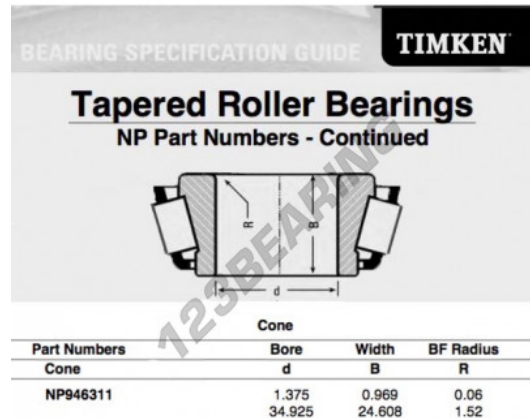 BEARING SPECIFICATION GUIDE
TIMKEN
Tapered Roller Bearings
NP Part Numbers - Continued
R
B
d
123BEARING
Cone
Part Numbers Bore Width BF Radius
Cone d B R
NP946311 1.375 0.969 0.06
34.925 24.608 1.52